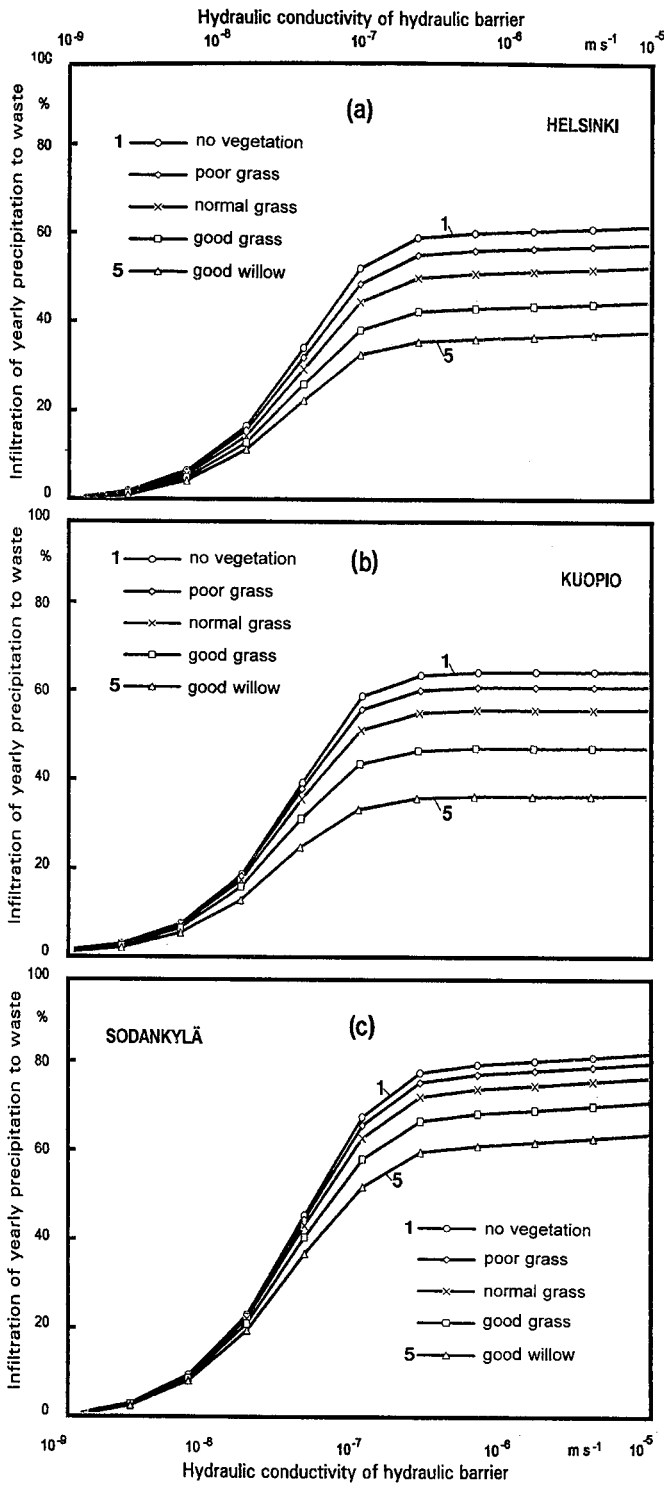 Hydraulic conductivity of hydraulic barrier
10⁻⁹ 10⁻⁸ 10⁻⁷ 10⁻⁶ m s⁻¹ 10⁻⁵
Infiltration of yearly precipitation to waste
100
%
80
60
40
20
0
(a)
HELSINKI
1 no vegetation
poor grass
normal grass
good grass
5 good willow
1
5
Infiltration of yearly precipitation to waste
100
%
80
60
40
20
0
(b)
KUOPIO
1 no vegetation
poor grass
normal grass
good grass
5 good willow
1
5
Infiltration of yearly precipitation to waste
100
%
80
60
40
20
0
(c)
SODANKYLÄ
1
5
1 no vegetation
poor grass
normal grass
good grass
5 good willow
10⁻⁹ 10⁻⁸ 10⁻⁷ 10⁻⁶ m s⁻¹ 10⁻⁵
Hydraulic conductivity of hydraulic barrier